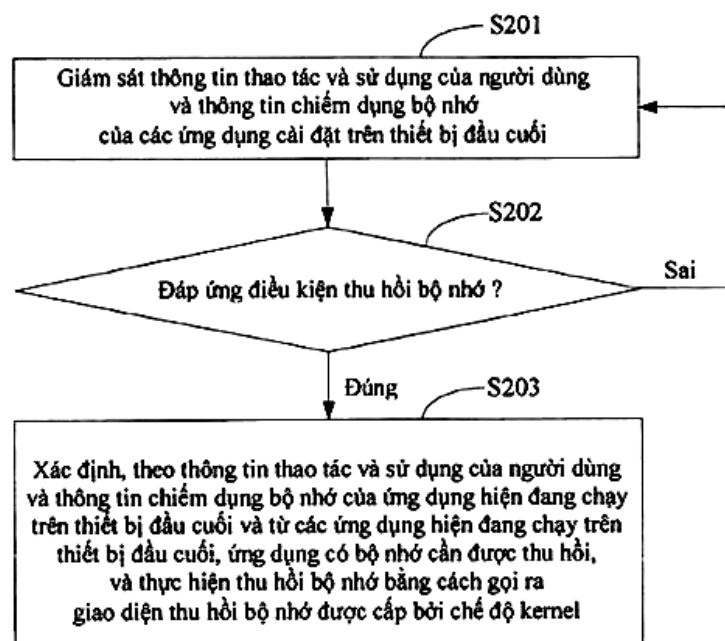 S201
Giám sát thông tin thao tác và sử dụng của người dùng
và thông tin chiếm dụng bộ nhớ
của các ứng dụng cài đặt trên thiết bị đầu cuối
S202
Đáp ứng điều kiện thu hồi bộ nhớ ?
Sai
Đúng
S203
Xác định, theo thông tin thao tác và sử dụng của người dùng
và thông tin chiếm dụng bộ nhớ của ứng dụng hiện đang chạy
trên thiết bị đầu cuối và từ các ứng dụng hiện đang chạy trên
thiết bị đầu cuối, ứng dụng có bộ nhớ cần được thu hồi,
và thực hiện thu hồi bộ nhớ bằng cách gọi ra
giao diện thu hồi bộ nhớ được cấp bởi chế độ kernel